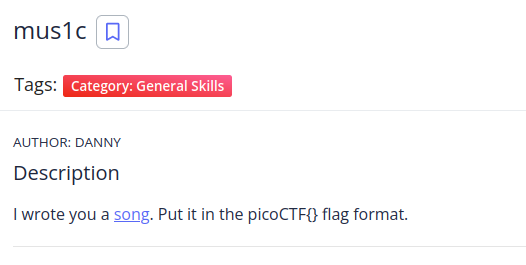 mus1c
Tags: Category: General Skills
AUTHOR: DANNY
Description
I wrote you a song. Put it in the picoCTF{} flag format.